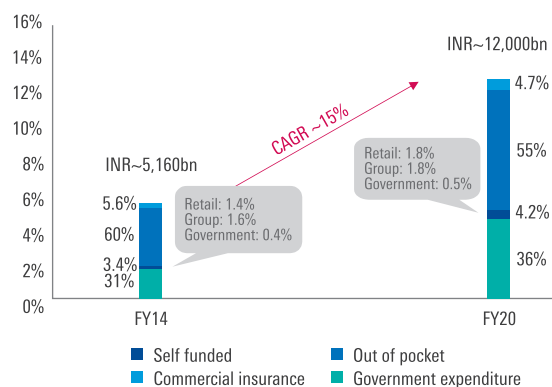 16%
14%
12%
10%
8%
6%
4%
2%
0%
INR~5,160bn
5.6%
60%
3.4%
31%
Retail: 1.4%
Group: 1.6%
Government: 0.4%
CAGR ~15%
INR~12,000bn
4.7%
55%
4.2%
36%
Retail: 1.8%
Group: 1.8%
Government: 0.5%
FY14
FY20
Self funded
Out of pocket
Commercial insurance
Government expenditure